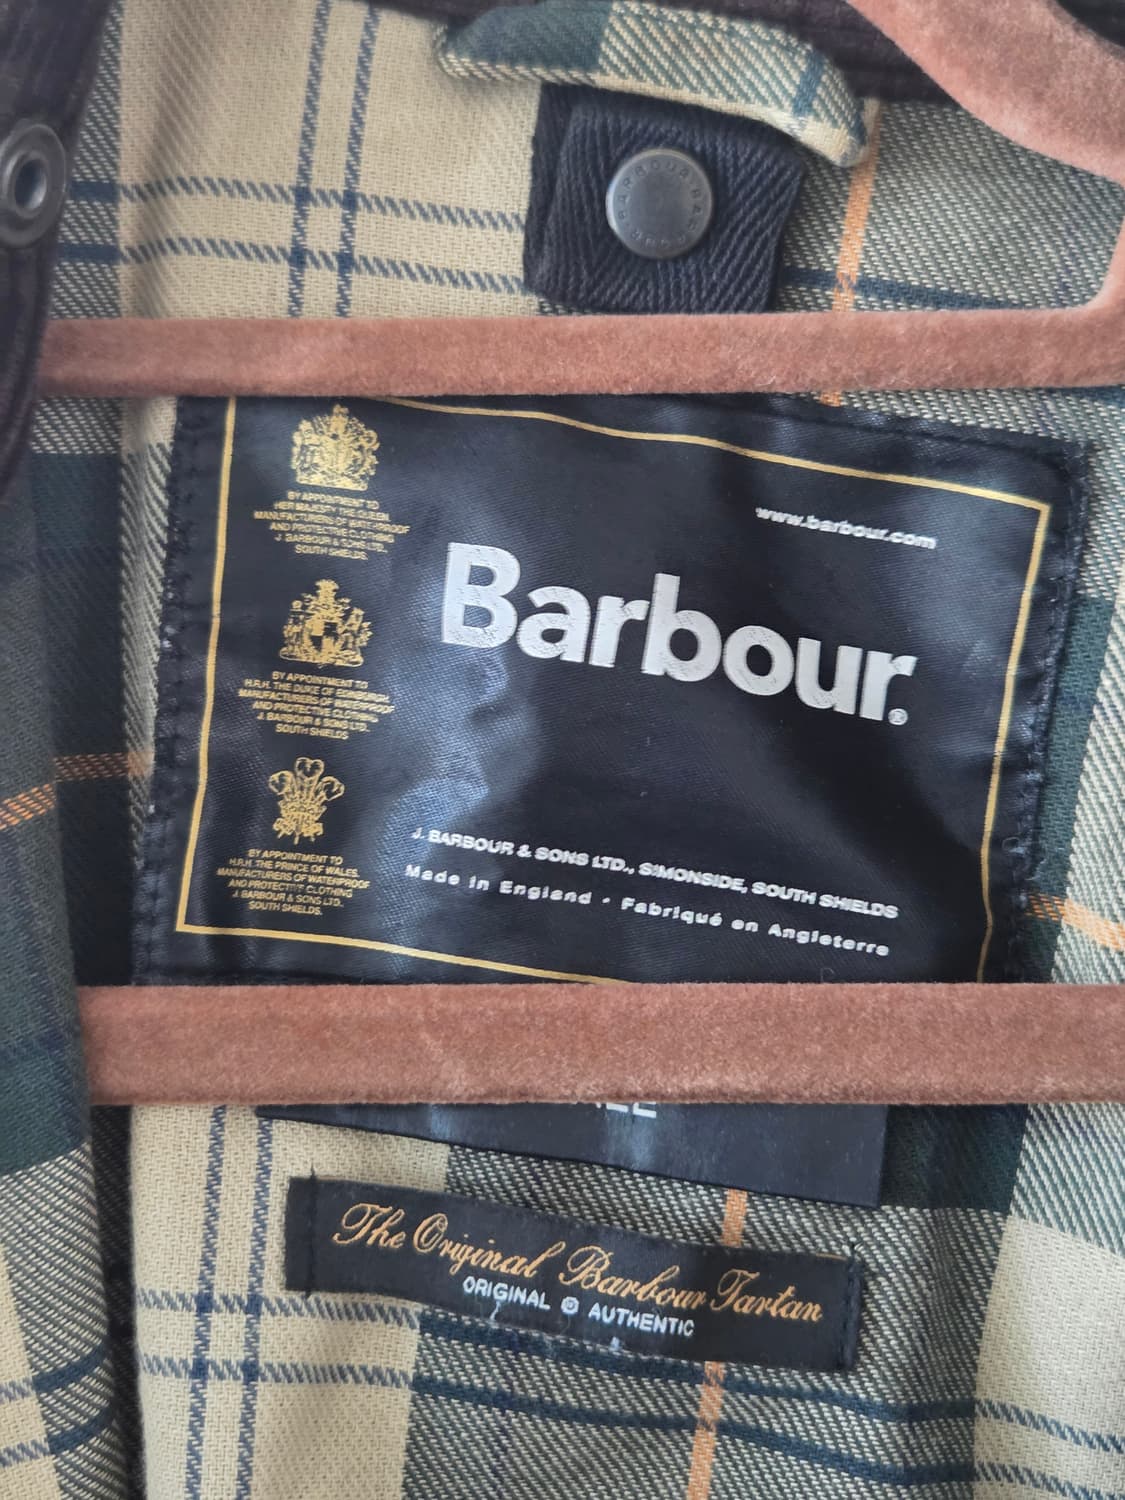 BARBOUR
BY APPOINTMENT TO
HER MAJESTY
MANUFACTURERS OF WATERPROOF
AND PROTECTIVE CLOTHING
J. BARBOUR & SONS LTD.
SOUTH SHIELDS.
www.barbour.com
Barbour®
BY APPOINTMENT TO
H.R.H. THE DUKE OF EDINBURGH
MANUFACTURERS OF WATERPROOF
AND PROTECTIVE CLOTHING
J. BARBOUR & SONS LTD.
SOUTH SHIELDS
BY APPOINTMENT TO
H.R.H. THE PRINCE OF WALES
MANUFACTURERS OF WATERPROOF
AND PROTECTIVE CLOTHING
J. BARBOUR & SONS LTD.
SOUTH SHIELDS.
J. BARBOUR & SONS LTD., SIMONSIDE, SOUTH SHIELDS
Made in England · Fabriqué en Angleterre
The Original Barbour Tartan
ORIGINAL AUTHENTIC